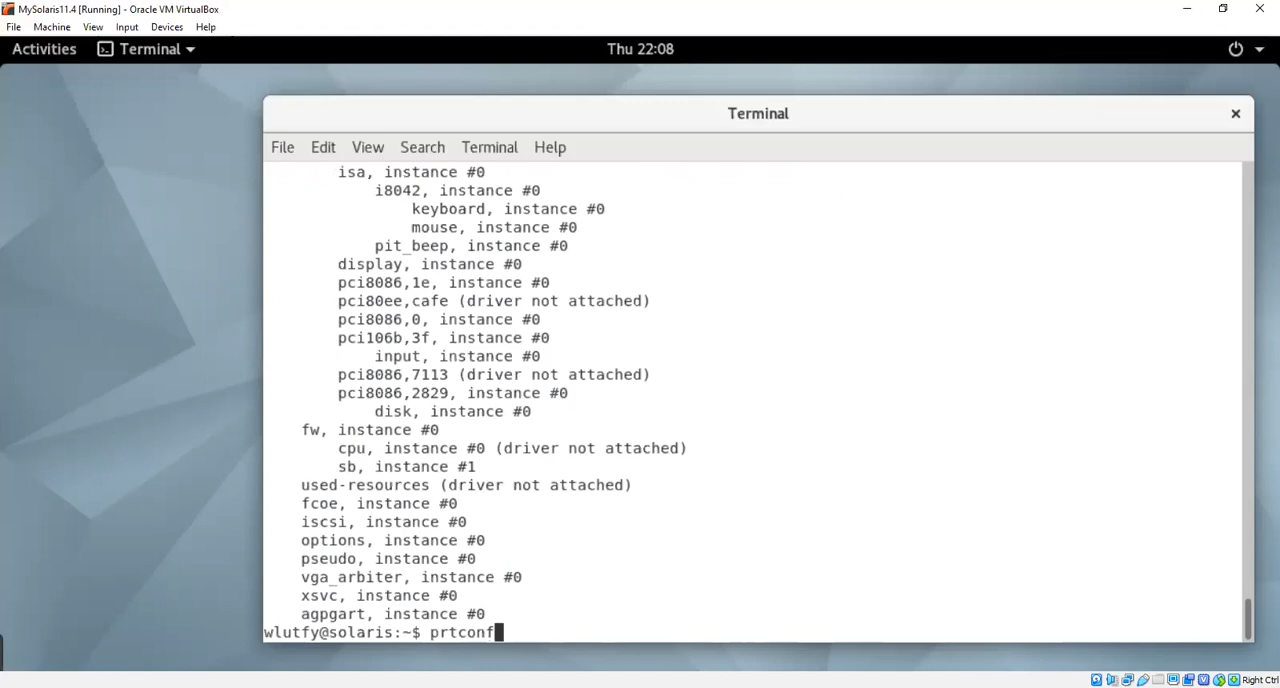 MySolaris11.4 [Running] - Oracle VM VirtualBox
File Machine View Input Devices Help
Activities Terminal Thu 22:08
Terminal
File Edit View Search Terminal Help
isa, instance #0
i8042, instance #0
keyboard, instance #0
mouse, instance #0
pit_beep, instance #0
display, instance #0
pci8086,1e, instance #0
pci80ee,cafe (driver not attached)
pci8086,0, instance #0
pci106b,3f, instance #0
input, instance #0
pci8086,7113 (driver not attached)
pci8086,2829, instance #0
disk, instance #0
fw, instance #0
cpu, instance #0 (driver not attached)
sb, instance #1
used-resources (driver not attached)
fcoe, instance #0
iscsi, instance #0
options, instance #0
pseudo, instance #0
vga_arbiter, instance #0
xsvc, instance #0
agpgart, instance #0
wlutfy@solaris:~$ prtconf
Right Ctrl